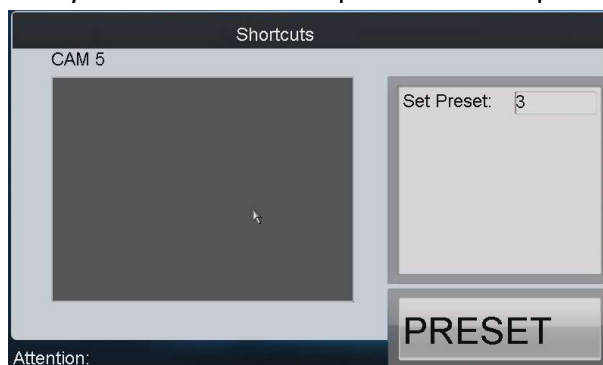 Shortcuts
CAM 5
Set Preset: 3
PRESET
Attention: